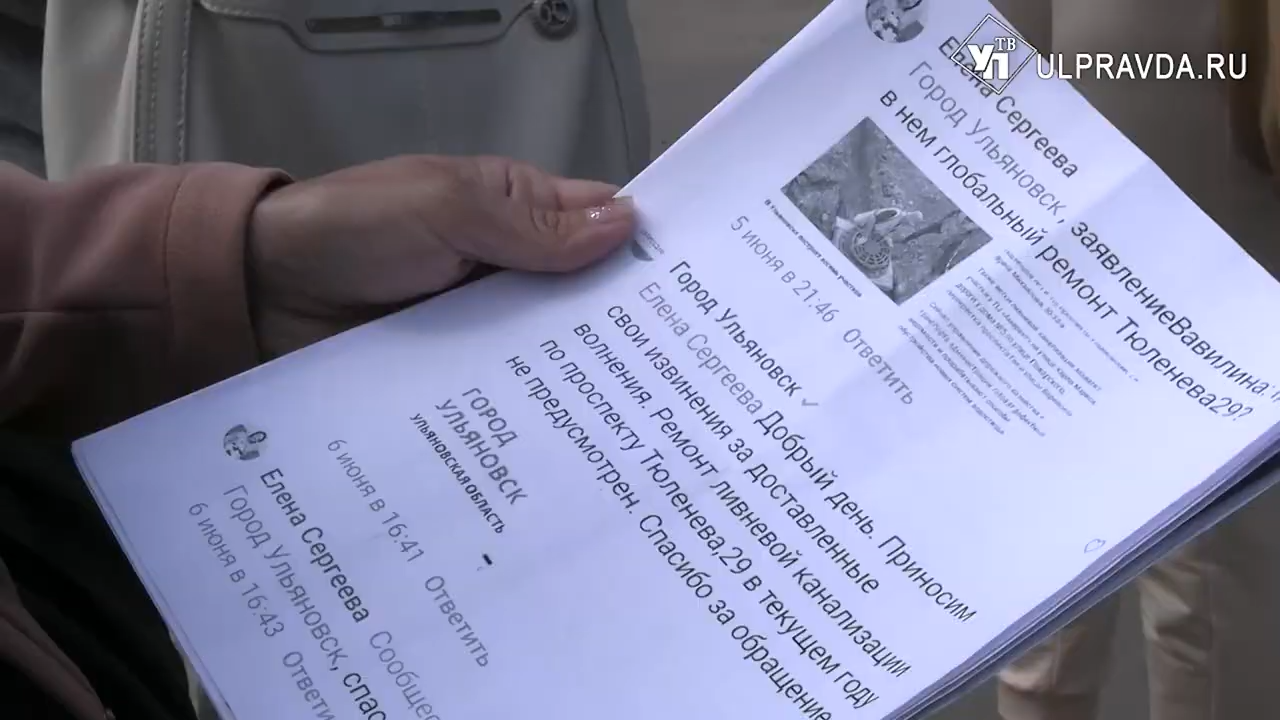 УП ТВ ULPRAVDA.RU
Елена Сергеева
Город Ульяновск, заявлениеВавилина
в нем глобальный ремонт Тюленева29?
5 июня в 21:46 Ответить
Город Ульяновск
Елена Сергеева Добрый день. Приносим
свои извинения за доставленные
волнения. Ремонт ливневой канализации
по проспекту Тюленева,29 в текущем году
не предусмотрен. Спасибо за обращение
ГОРОД
УЛЬЯНОВСК
УЛЬЯНОВСКАЯ ОБЛАСТЬ
6 июня в 16:41 Ответить
Елена Сергеева Сообщес
Город Ульяновск, спас
6 июня в 16:43 Ответи